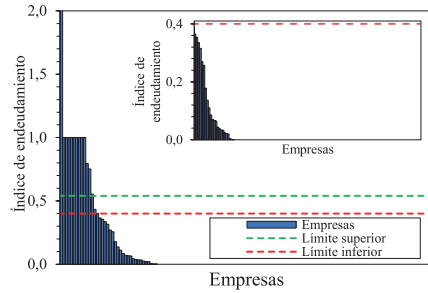 2,0
1,5
1,0
0,5
0,0
Índice de endeudamiento
Empresas
0,4
0,2
0,0
Índice de
endeudamiento
Empresas
Empresas
Límite superior
Límite inferior